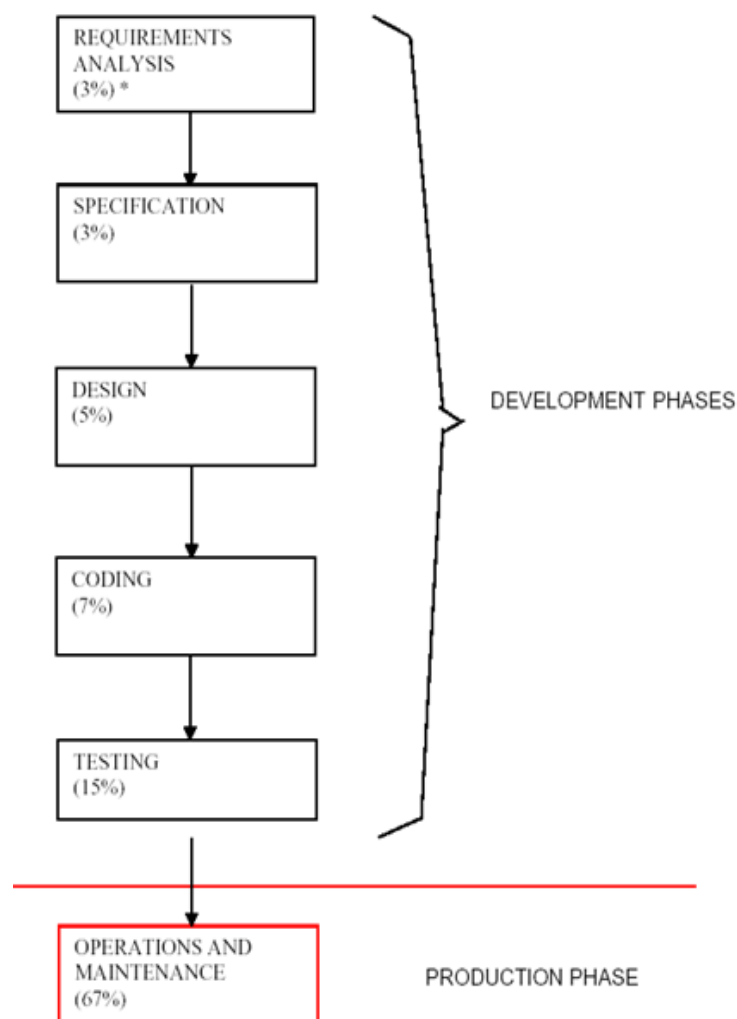 REQUIREMENTS
ANALYSIS
(3%) *
SPECIFICATION
(3%)
DESIGN
(5%)
DEVELOPMENT PHASES
CODING
(7%)
TESTING
(15%)
OPERATIONS AND
MAINTENANCE
(67%)
PRODUCTION PHASE